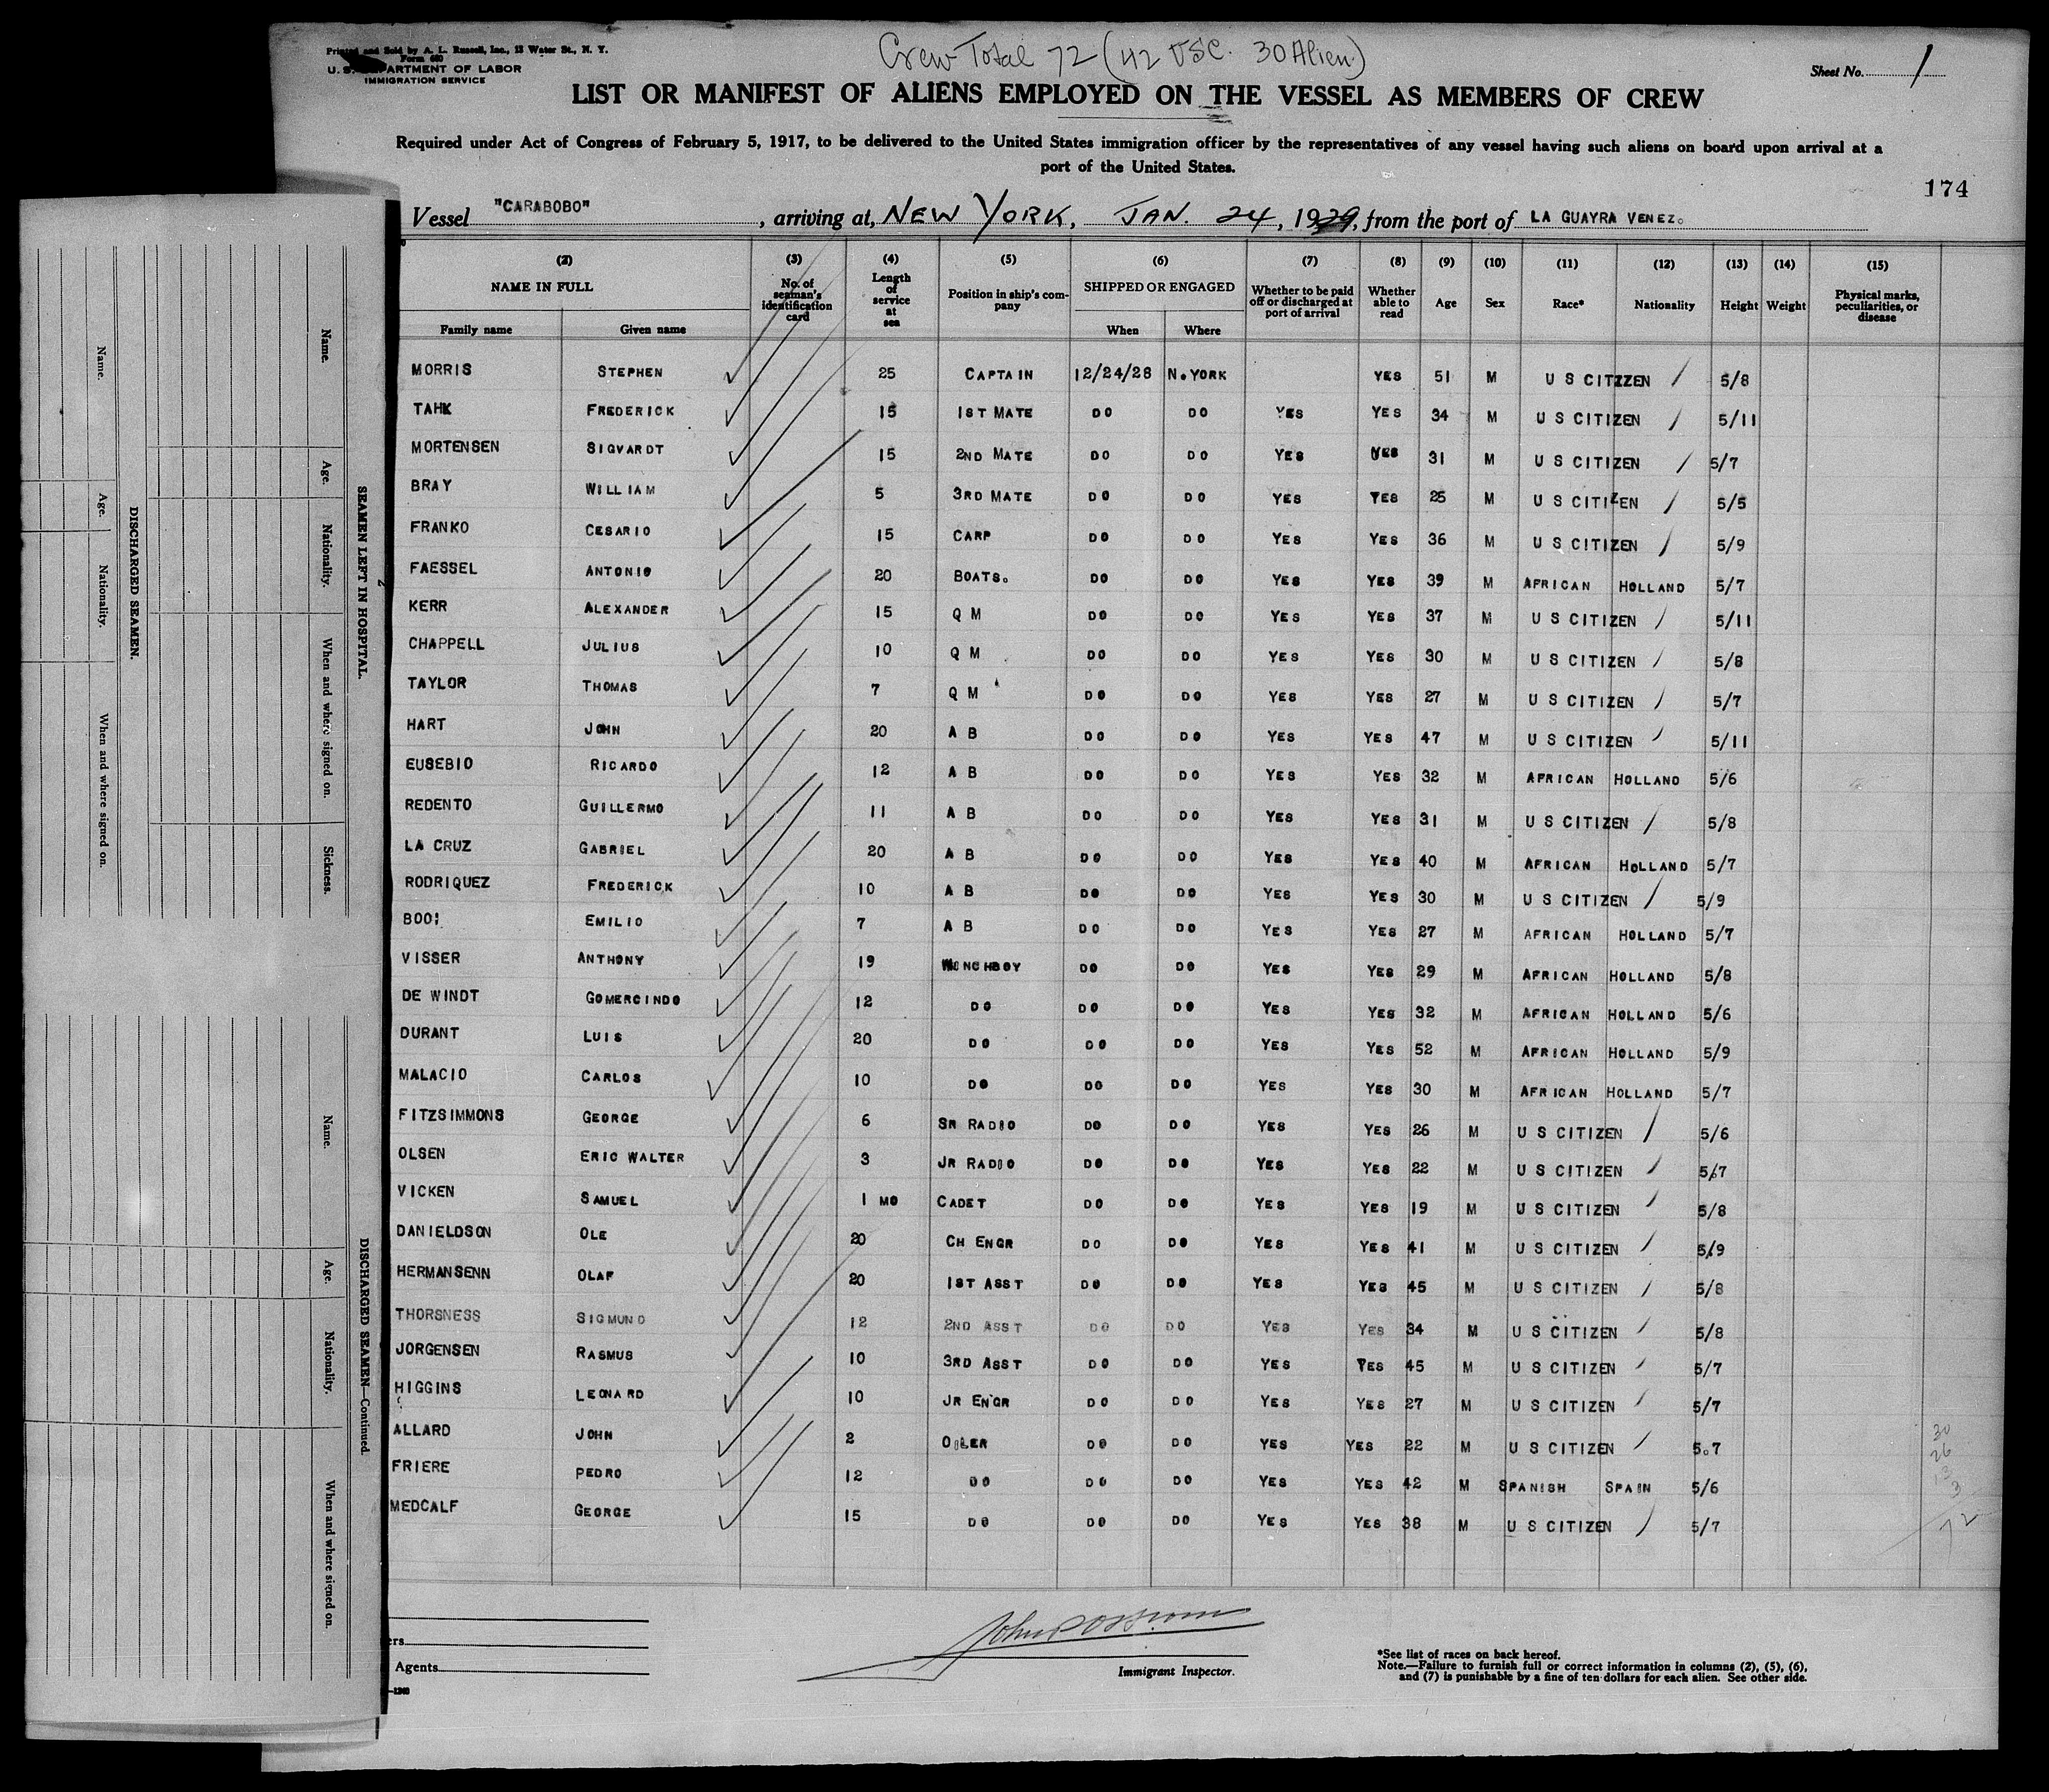 Crew Total 72 (42 USC. 30 Alien)
Printed and Sold by A. L. Russell, Inc., 13 Water St., N. Y.
Form 680
U. S. DEPARTMENT OF LABOR
IMMIGRATION SERVICE
Sheet No. 1
LIST OR MANIFEST OF ALIENS EMPLOYED ON THE VESSEL AS MEMBERS OF CREW
Required under Act of Congress of February 5, 1917, to be delivered to the United States immigration officer by the representatives of any vessel having such aliens on board upon arrival at a
port of the United States.
174
Vessel "CARABOBO", arriving at, NEW YORK, JAN. 24, 1929, from the port of LA GUAYRA VENEZ.
(2) (3) (4) (5) (6) (7) (8) (9) (10) (11) (12) (13) (14) (15)
NAME IN FULL No. of seaman's identification card Length of service at sea Position in ship's company SHIPPED OR ENGAGED Whether to be paid off or discharged at port of arrival Whether able to read Age Sex Race* Nationality Height Weight Physical marks, peculiarities, or disease
Family name Given name When Where
MORRIS STEPHEN 25 CAPTAIN 12/24/28 N.YORK YES 51 M U S CITIZEN 5/8
TAHK FREDERICK 15 1ST MATE DO DO YES YES 34 M U S CITIZEN 5/11
MORTENSEN SIGVARDT 15 2ND MATE DO DO YES YES 31 M U S CITIZEN 5/7
BRAY WILLIAM 5 3RD MATE DO DO YES YES 25 M U S CITIZEN 5/5
FRANKO CESARIO 15 CARP DO DO YES YES 36 M U S CITIZEN 5/9
FAESSEL ANTONIO 20 BOATS. DO DO YES YES 39 M AFRICAN HOLLAND 5/7
KERR ALEXANDER 15 Q M DO DO YES YES 37 M U S CITIZEN 5/11
CHAPPELL JULIUS 10 Q M DO DO YES YES 30 M U S CITIZEN 5/8
TAYLOR THOMAS 7 Q M DO DO YES YES 27 M U S CITIZEN 5/7
HART JOHN 20 A B DO DO YES YES 47 M U S CITIZEN 5/11
EUSEBIO RICARDO 12 A B DO DO YES YES 32 M AFRICAN HOLLAND 5/6
REDENTO GUILLERMO 11 A B DO DO YES YES 31 M U S CITIZEN 5/8
LA CRUZ GABRIEL 20 A B DO DO YES YES 40 M AFRICAN HOLLAND 5/7
RODRIQUEZ FREDERICK 10 A B DO DO YES YES 30 M U S CITIZEN 5/9
BOOI EMILIO 7 A B DO DO YES YES 27 M AFRICAN HOLLAND 5/7
VISSER ANTHONY 19 WINCHBOY DO DO YES YES 29 M AFRICAN HOLLAND 5/8
DE WINDT GOMERCINDO 12 DO DO DO YES YES 32 M AFRICAN HOLLAND 5/6
DURANT LUIS 20 DO DO DO YES YES 52 M AFRICAN HOLLAND 5/9
MALACIO CARLOS 10 DO DO DO YES YES 30 M AFRICAN HOLLAND 5/7
FITZSIMMONS GEORGE 6 SR RADIO DO DO YES YES 26 M U S CITIZEN 5/6
OLSEN ERIC WALTER 3 JR RADIO DO DO YES YES 22 M U S CITIZEN 5/7
VICKEN SAMUEL 1 MO CADET DO DO YES YES 19 M U S CITIZEN 5/8
DANIELDSON OLE 20 CH ENGR DO DO YES YES 41 M U S CITIZEN 5/9
HERMANSENN OLAF 20 1ST ASST DO DO YES YES 45 M U S CITIZEN 5/8
THORSNESS SIGMUND 12 2ND ASST DO DO YES YES 34 M U S CITIZEN 5/8
JORGENSEN RASMUS 10 3RD ASST DO DO YES YES 45 M U S CITIZEN 5/7
HIGGINS LEONARD 10 JR ENGR DO DO YES YES 27 M U S CITIZEN 5/7
ALLARD JOHN 2 OILER DO DO YES YES 22 M U S CITIZEN 5.7
FRIERE PEDRO 12 DO DO DO YES YES 42 M SPANISH SPAIN 5/6
MEDCALF GEORGE 15 DO DO DO YES YES 38 M U S CITIZEN 5/7
30
26
13
3
72
Agents
Immigrant Inspector.
*See list of races on back hereof.
Note.—Failure to furnish full or correct information in columns (2), (5), (6),
and (7) is punishable by a fine of ten dollars for each alien. See other side.
SEAMEN LEFT IN HOSPITAL.
Name. Age. Nationality. When and where signed on. Sickness.
DISCHARGED SEAMEN.
Name. Age. Nationality. When and where signed on.
DISCHARGED SEAMEN—Continued.
Name. Age. Nationality. When and where signed on.